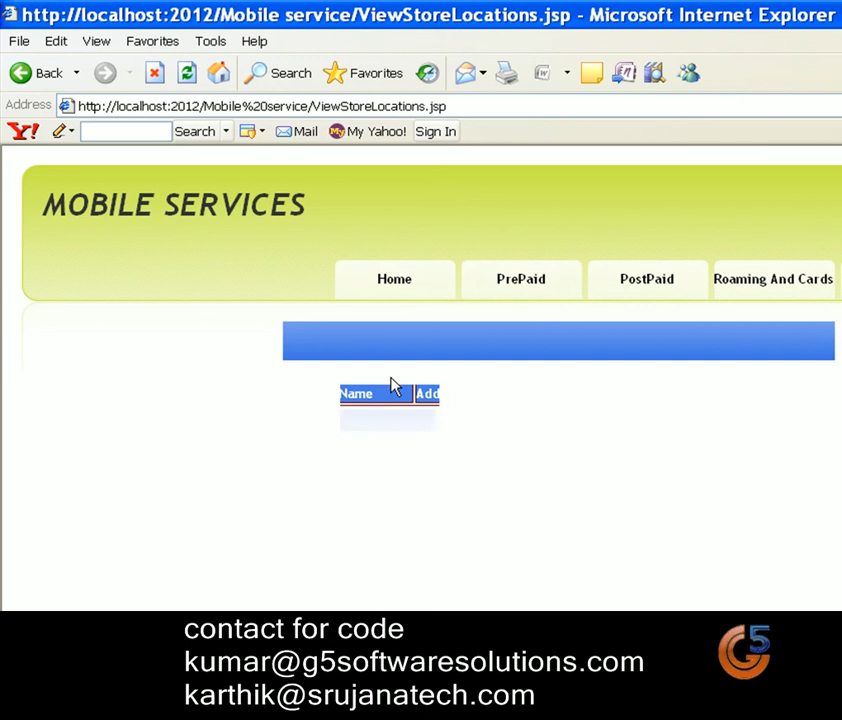 http://localhost:2012/Mobile service/ViewStoreLocations.jsp - Microsoft Internet Explorer
File Edit View Favorites Tools Help
Back Search Favorites
Address http://localhost:2012/Mobile%20service/ViewStoreLocations.jsp
Y! Search Mail My Yahoo! Sign In
MOBILE SERVICES
Home PrePaid PostPaid Roaming And Cards
Name Add
contact for code
kumar@g5softwaresolutions.com
karthik@srujanatech.com
G5